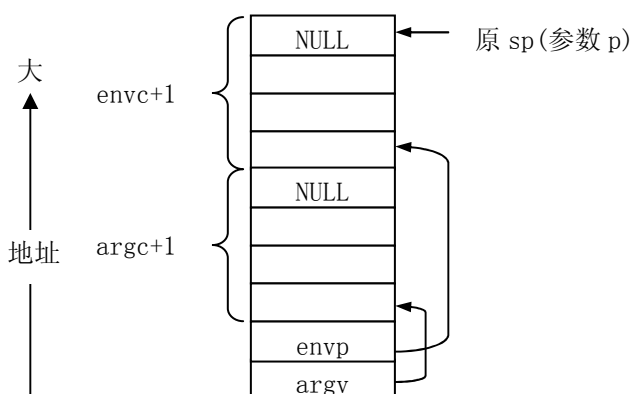 NULL
原 sp(参数 p)
大
envc+1
NULL
地址
argc+1
envp
argv